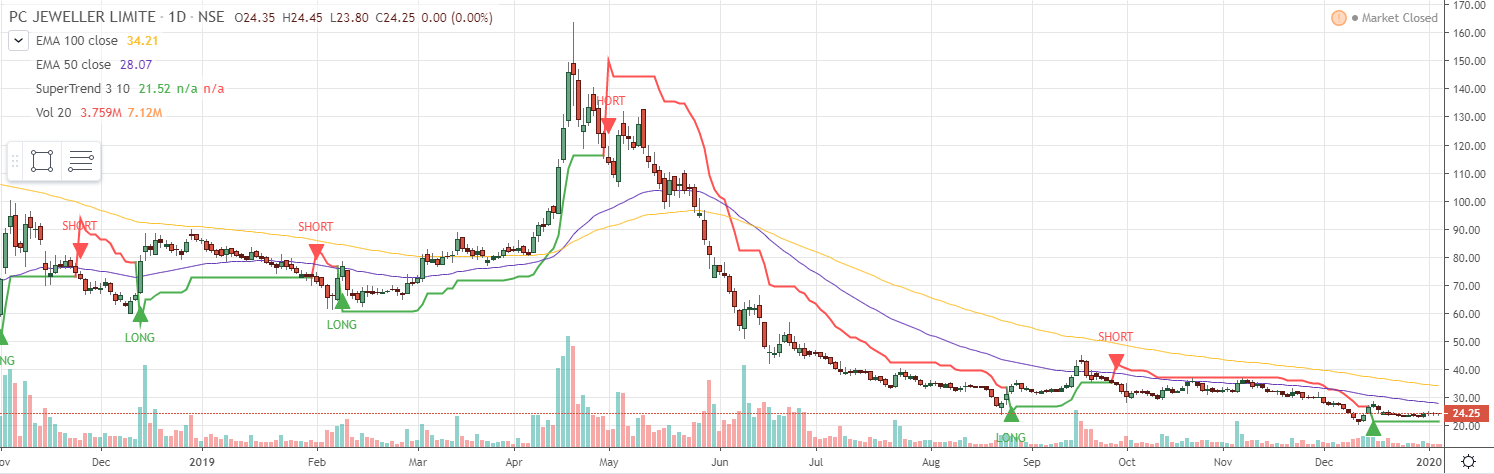 PC JEWELLER LIMITE · 1D · NSE O24.35 H24.45 L23.80 C24.25 0.00 (0.00%)
Market Closed
EMA 100 close 34.21
EMA 50 close 28.07
SuperTrend 3 10 21.52 n/a n/a
Vol 20 3.759M 7.12M
SHORT
SHORT
HORT
SHORT
NG
LONG
LONG
LONG
170.00
160.00
150.00
140.00
130.00
120.00
110.00
100.00
90.00
80.00
70.00
60.00
50.00
40.00
30.00
24.25
20.00
ov Dec 2019 Feb Mar Apr May Jun Jul Aug Sep Oct Nov Dec 2020